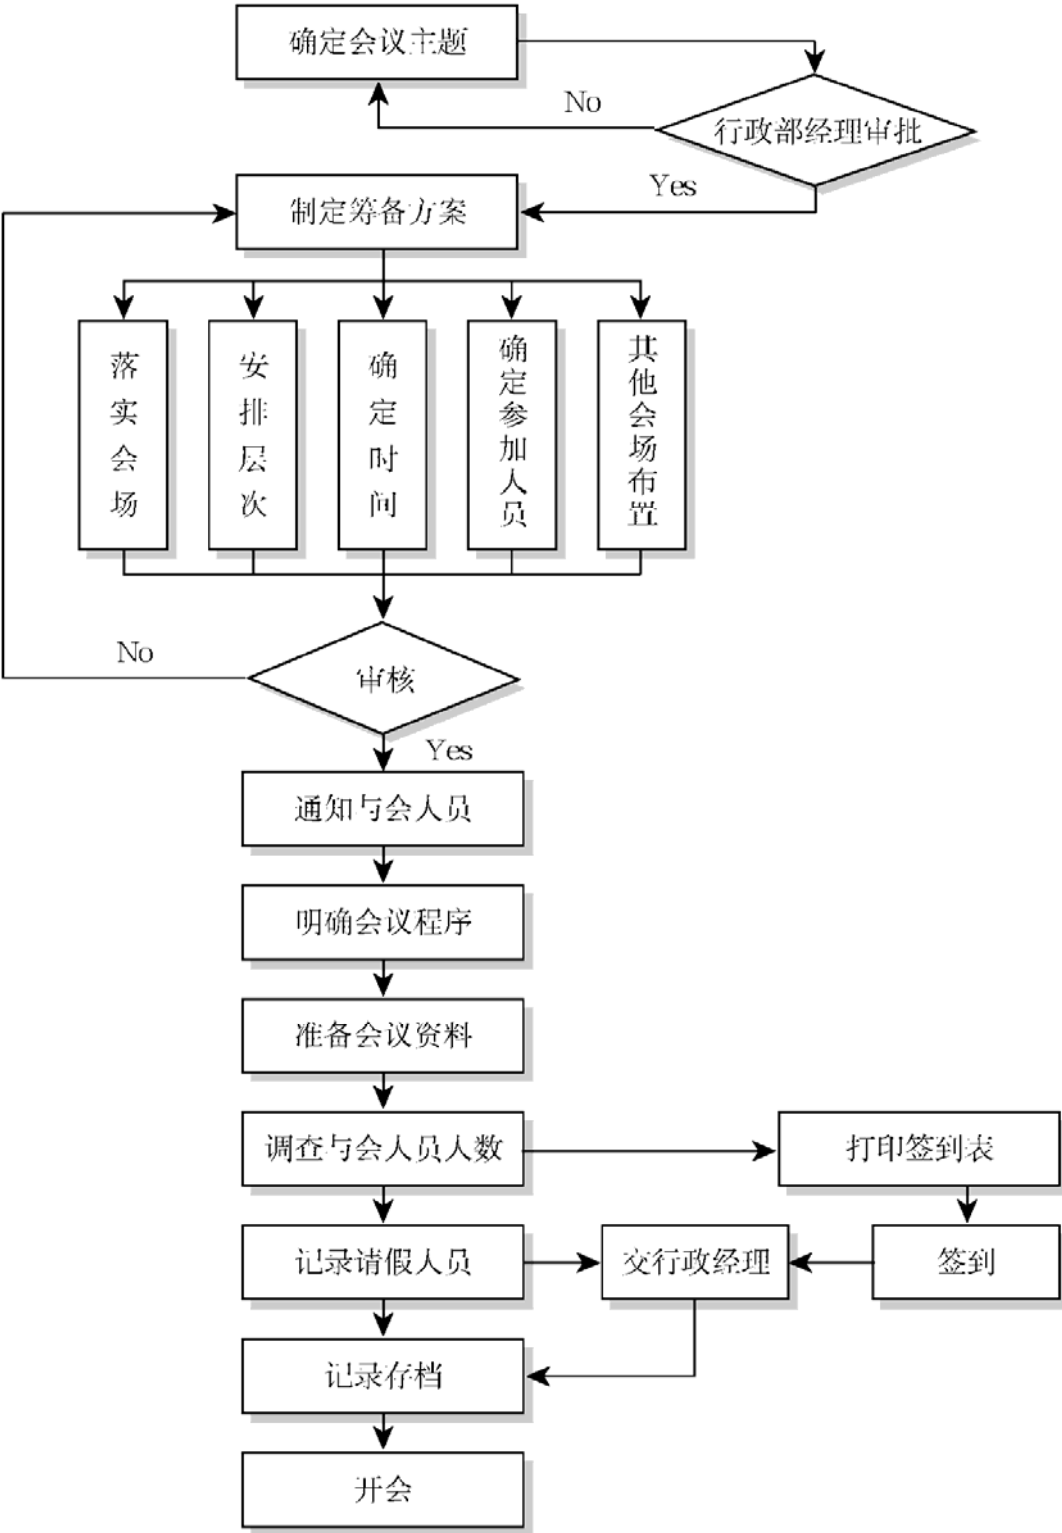 确定会议主题
No
行政部经理审批
Yes
制定筹备方案
落实会场
安排层次
确定时间
确定参加人员
其他会场布置
No
审核
Yes
通知与会人员
明确会议程序
准备会议资料
调查与会人员人数
打印签到表
记录请假人员
交行政经理
签到
记录存档
开会